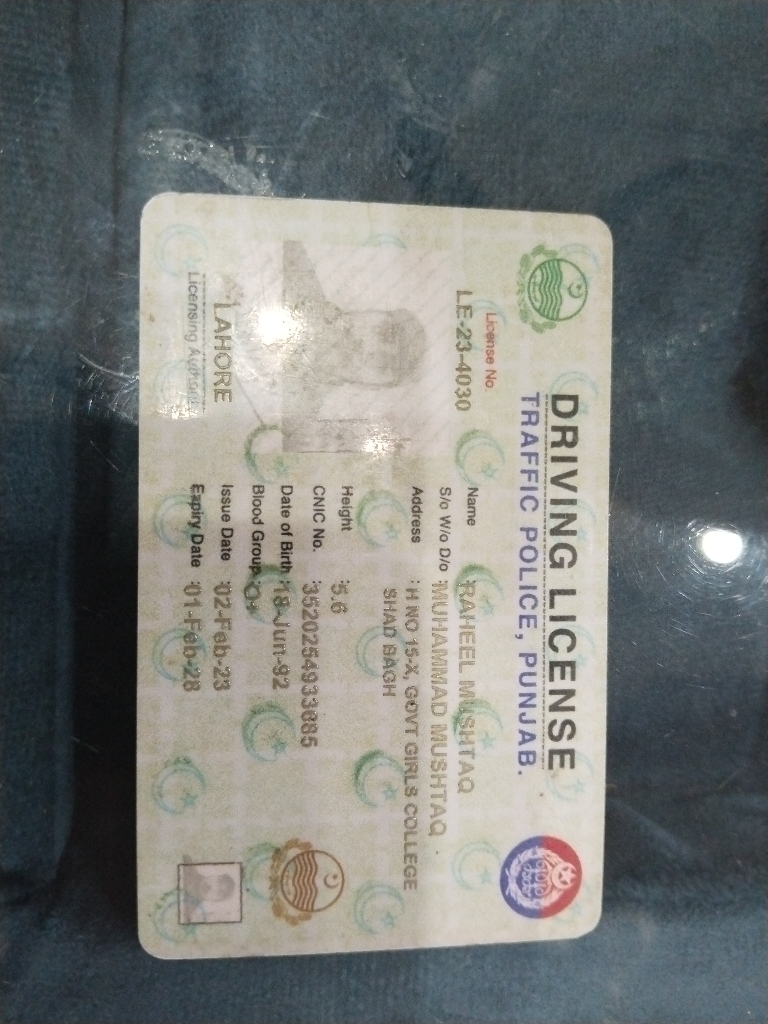 DRIVING LICENSE
TRAFFIC POLICE, PUNJAB.
License No.
LE-23-4030
Name :RAHEEL MUSHTAQ
S/o W/o D/o :MUHAMMAD MUSHTAQ
Address :H NO 15-X, GOVT GIRLS COLLEGE
SHAD BAGH
Height :5.6
CNIC No. :3520254933685
Date of Birth :18-Jun-92
Blood Group :O+
Issue Date :02-Feb-23
Expiry Date :01-Feb-28
LAHORE
Licensing Authority